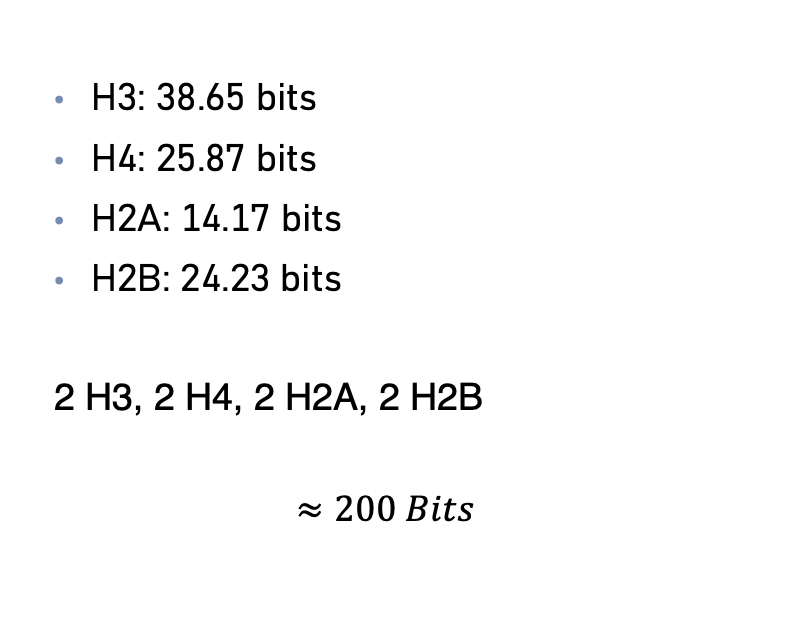 • H3: 38.65 bits
• H4: 25.87 bits
• H2A: 14.17 bits
• H2B: 24.23 bits
2 H3, 2 H4, 2 H2A, 2 H2B
≈ 200 Bits